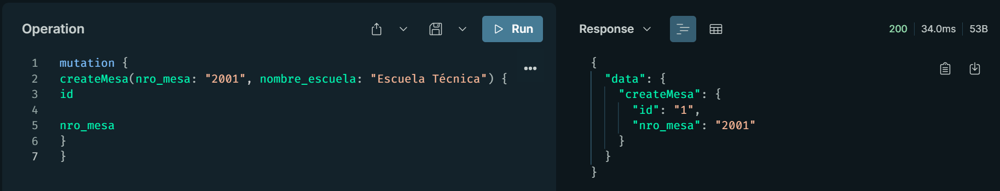 Operation
Run
1 mutation {
2 createMesa(nro_mesa: "2001", nombre_escuela: "Escuela Técnica") {
3 id
4
5 nro_mesa
6 }
7 }
Response
200 34.0ms 53B
{
"data": {
"createMesa": {
"id": "1",
"nro_mesa": "2001"
}
}
}